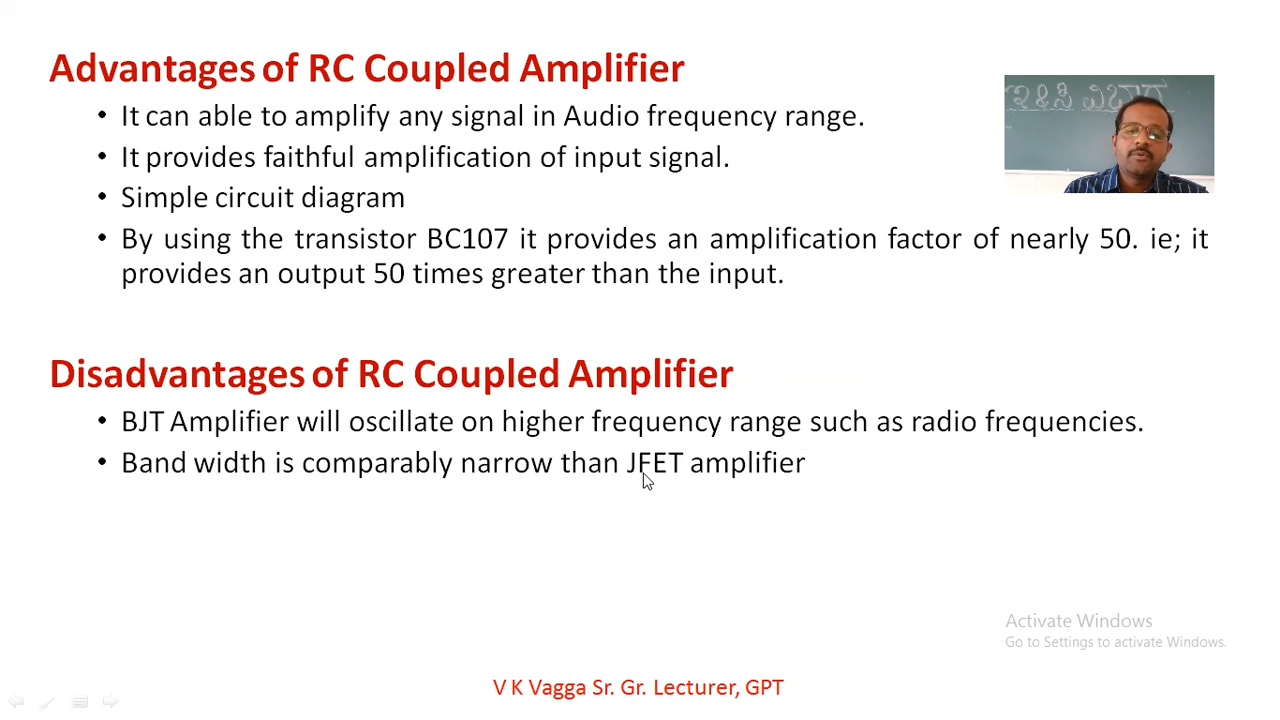 Advantages of RC Coupled Amplifier
• It can able to amplify any signal in Audio frequency range.
• It provides faithful amplification of input signal.
• Simple circuit diagram
• By using the transistor BC107 it provides an amplification factor of nearly 50. ie; it
provides an output 50 times greater than the input.
ಇ & ಸಿ ವಿಭಾಗ
Disadvantages of RC Coupled Amplifier
• BJT Amplifier will oscillate on higher frequency range such as radio frequencies.
• Band width is comparably narrow than JFET amplifier
Activate Windows
Go to Settings to activate Windows.
V K Vagga Sr. Gr. Lecturer, GPT